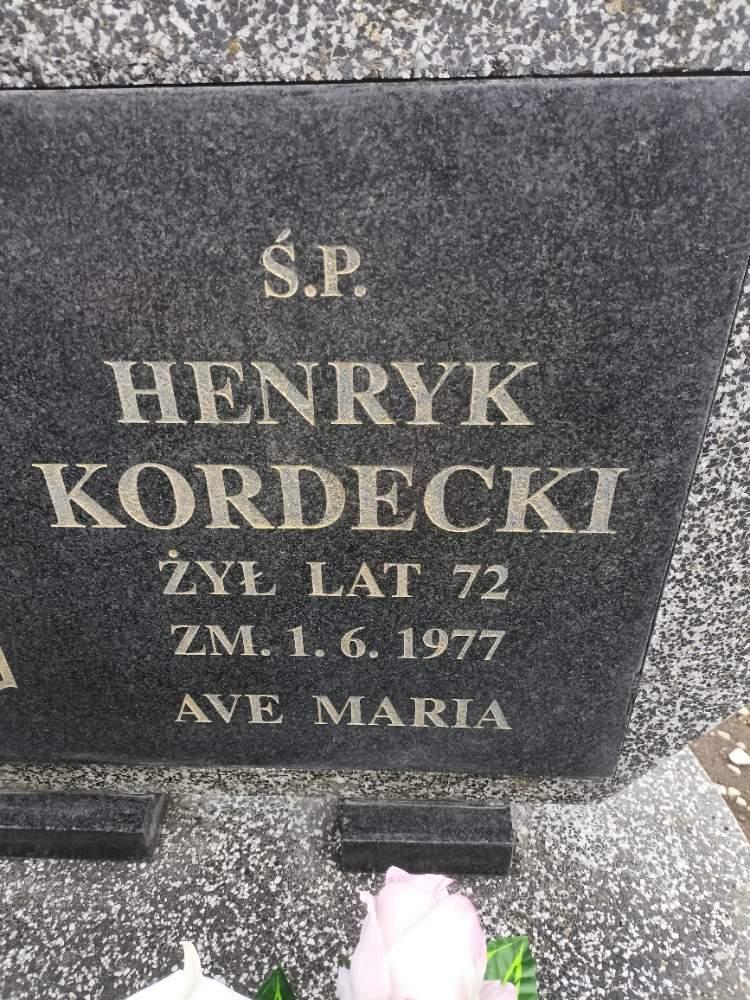 Ś.P.
HENRYK
KORDECKI
ŻYŁ LAT 72
ZM. 1. 6. 1977
AVE MARIA